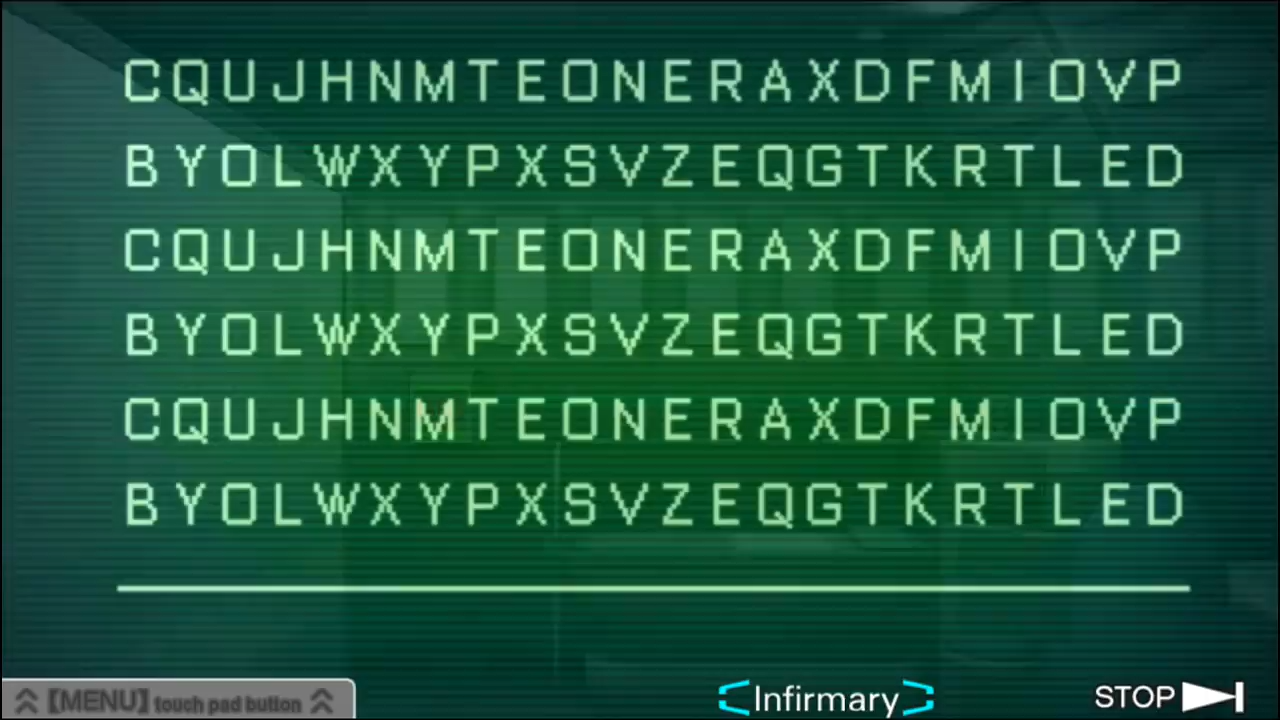 CQUJHNMTEONERAXDFMIOVP
BYOLWXYPXSVZEQGTKRTLED
CQUJHNMTEONERAXDFMIOVP
BYOLWXYPXSVZEQGTKRTLED
CQUJHNMTEONERAXDFMIOVP
BYOLWXYPXSVZEQGTKRTLED
【MENU】touch pad button
Infirmary
STOP